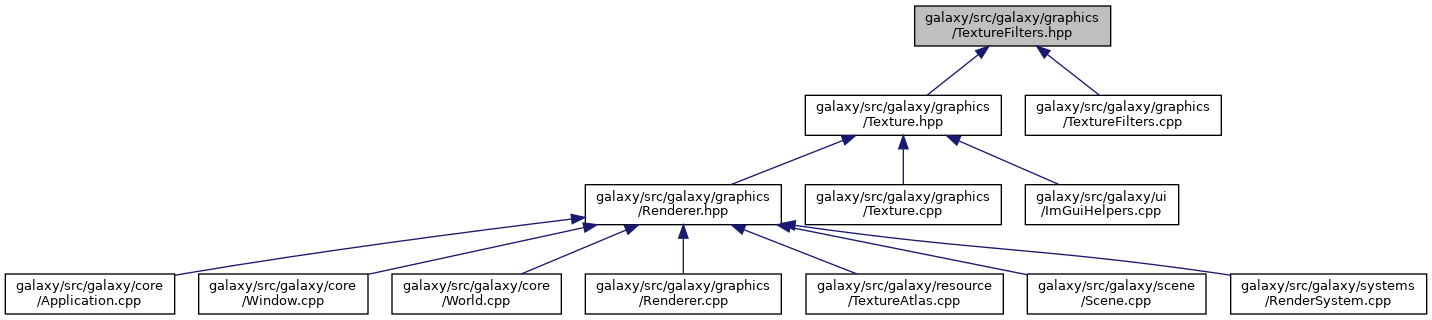 galaxy/src/galaxy/graphics
/TextureFilters.hpp
galaxy/src/galaxy/graphics
/Texture.hpp
galaxy/src/galaxy/graphics
/TextureFilters.cpp
galaxy/src/galaxy/graphics
/Renderer.hpp
galaxy/src/galaxy/graphics
/Texture.cpp
galaxy/src/galaxy/ui
/ImGuiHelpers.cpp
galaxy/src/galaxy/core
/Application.cpp
galaxy/src/galaxy/core
/Window.cpp
galaxy/src/galaxy/core
/World.cpp
galaxy/src/galaxy/graphics
/Renderer.cpp
galaxy/src/galaxy/resource
/TextureAtlas.cpp
galaxy/src/galaxy/scene
/Scene.cpp
galaxy/src/galaxy/systems
/RenderSystem.cpp